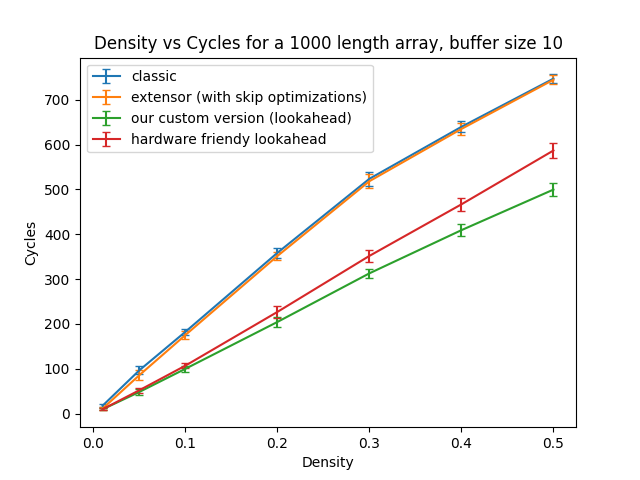 Density vs Cycles for a 1000 length array, buffer size 10
classic
extensor (with skip optimizations)
our custom version (lookahead)
hardware friendy lookahead
Cycles
700
600
500
400
300
200
100
0
0.0 0.1 0.2 0.3 0.4 0.5
Density